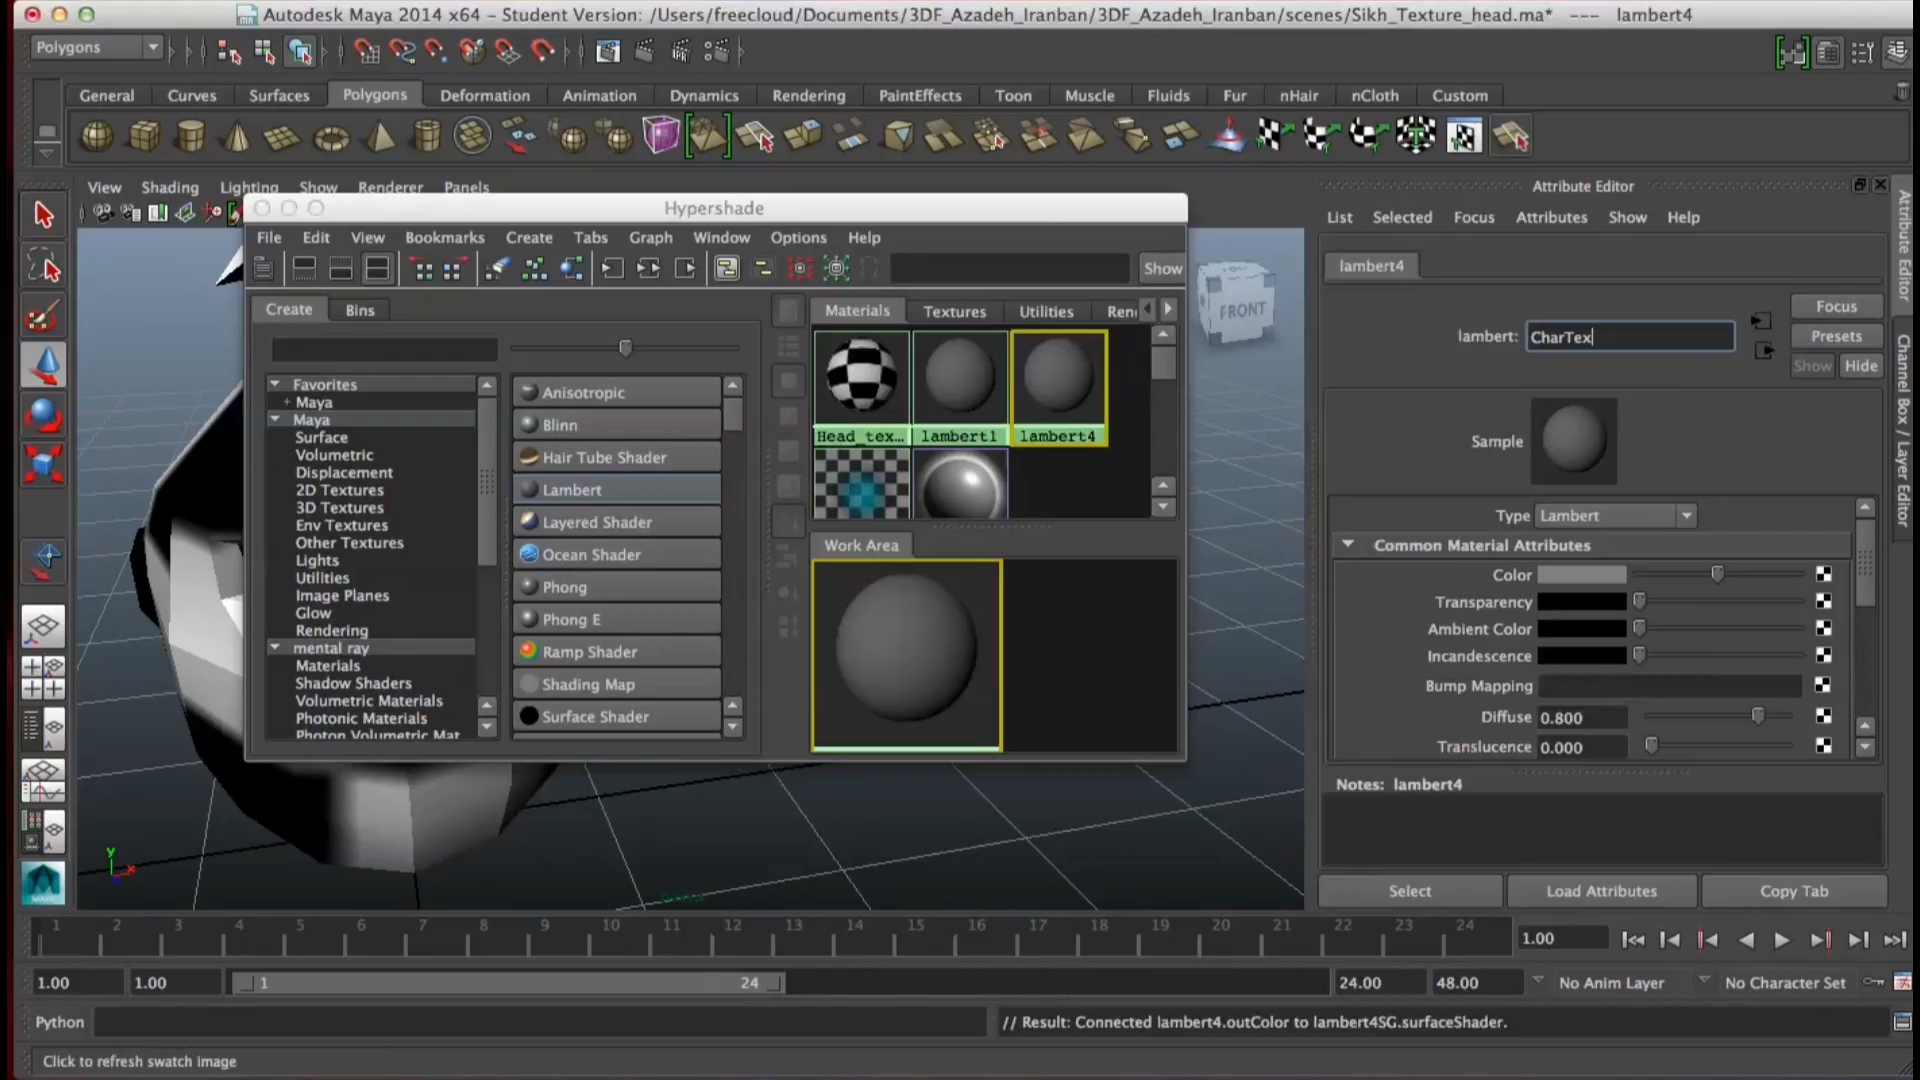 Autodesk Maya 2014 x64 - Student Version: /Users/freecloud/Documents/3DF_Azadeh_Iranban/3DF_Azadeh_Iranban/scenes/Sikh_Texture_head.ma* --- lambert4
Polygons
General Curves Surfaces Polygons Deformation Animation Dynamics Rendering PaintEffects Toon Muscle Fluids Fur nHair nCloth Custom
View Shading Lighting Show Renderer Panels
Hypershade
File Edit View Bookmarks Create Tabs Graph Window Options Help
Show
Create Bins
Favorites
+ Maya
Maya
Surface
Volumetric
Displacement
2D Textures
3D Textures
Env Textures
Other Textures
Lights
Utilities
Image Planes
Glow
Rendering
mental ray
Materials
Shadow Shaders
Volumetric Materials
Photonic Materials
Photon Volumetric Mat
Anisotropic
Blinn
Hair Tube Shader
Lambert
Layered Shader
Ocean Shader
Phong
Phong E
Ramp Shader
Shading Map
Surface Shader
Materials Textures Utilities Ren
Head_tex... lambert1 lambert4
Work Area
FRONT
Attribute Editor
List Selected Focus Attributes Show Help
lambert4
lambert: CharTex
Focus
Presets
Show Hide
Sample
Type Lambert
Common Material Attributes
Color
Transparency
Ambient Color
Incandescence
Bump Mapping
Diffuse 0.800
Translucence 0.000
Notes: lambert4
Select Load Attributes Copy Tab
Attribute Editor
Channel Box / Layer Editor
y
x
1 2 3 4 5 6 7 8 9 10 11 12 13 14 15 16 17 18 19 20 21 22 23 24
1.00
1.00 1.00 1 24 24.00 48.00 No Anim Layer No Character Set
Python
// Result: Connected lambert4.outColor to lambert4SG.surfaceShader.
Click to refresh swatch image